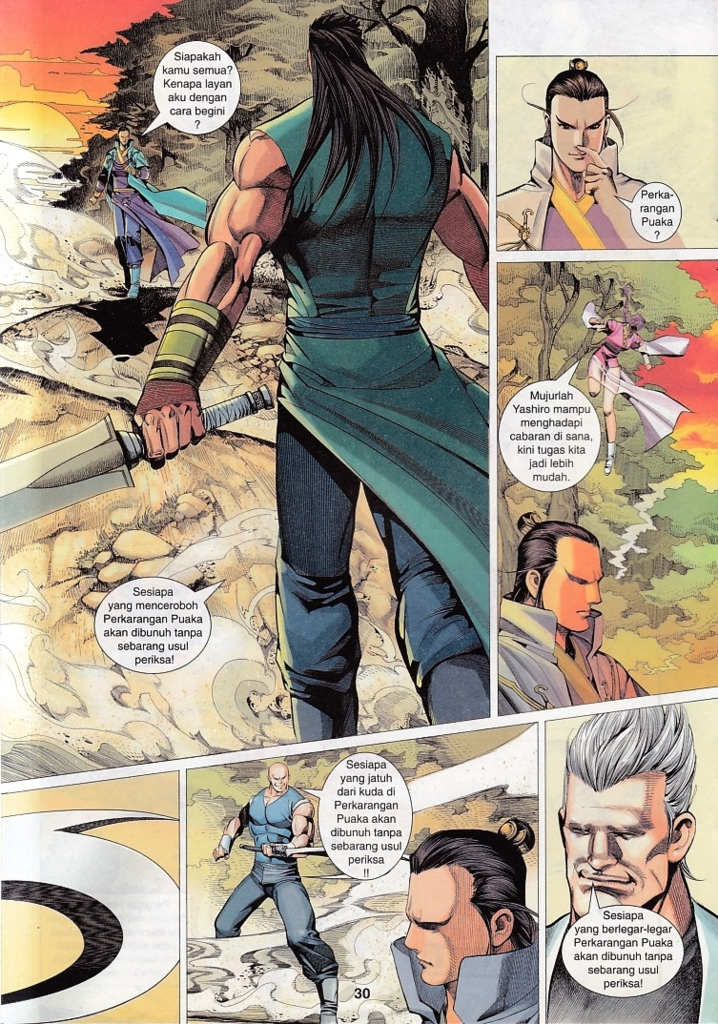 Siapakah
kamu semua?
Kenapa layan
aku dengan
cara begini
?
Sesiapa
yang menceroboh
Perkarangan Puaka
akan dibunuh tanpa
sebarang usul
periksa!
Perka-
rangan
Puaka
?
Mujurlah
Yashiro mampu
menghadapi
cabaran di sana,
kini tugas kita
jadi lebih
mudah.
Sesiapa
yang jatuh
dari kuda di
Perkarangan
Puaka akan
dibunuh tanpa
sebarang usul
periksa
!!
Sesiapa
yang berlegar-legar
Perkarangan Puaka
akan dibunuh tanpa
sebarang usul
periksa!
30